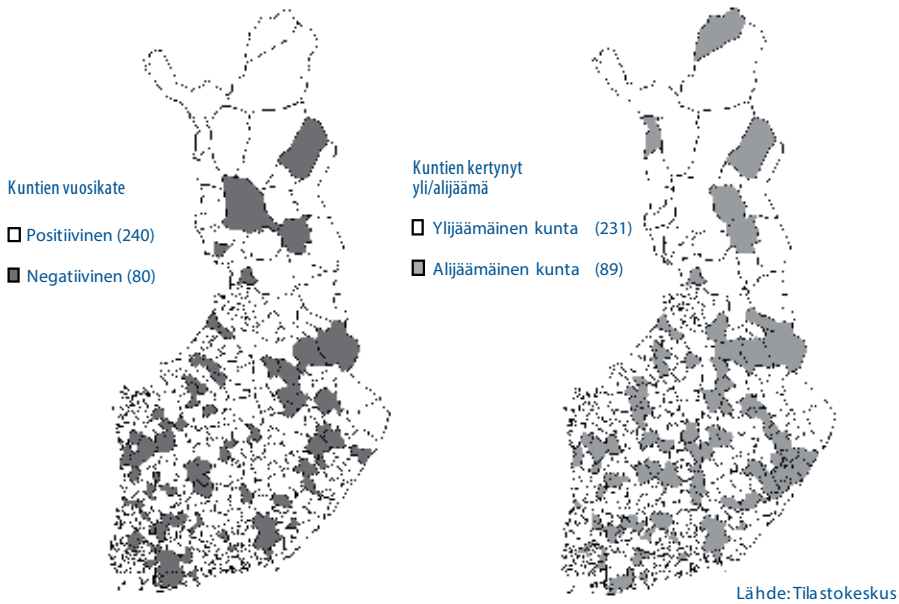 Kuntien vuosikate
Positiivinen (240)
Negatiivinen (80)
Kuntien kertynyt
yli/alijäämä
Ylijäämäinen kunta (231)
Alijäämäinen kunta (89)
Lähde: Tilastokeskus